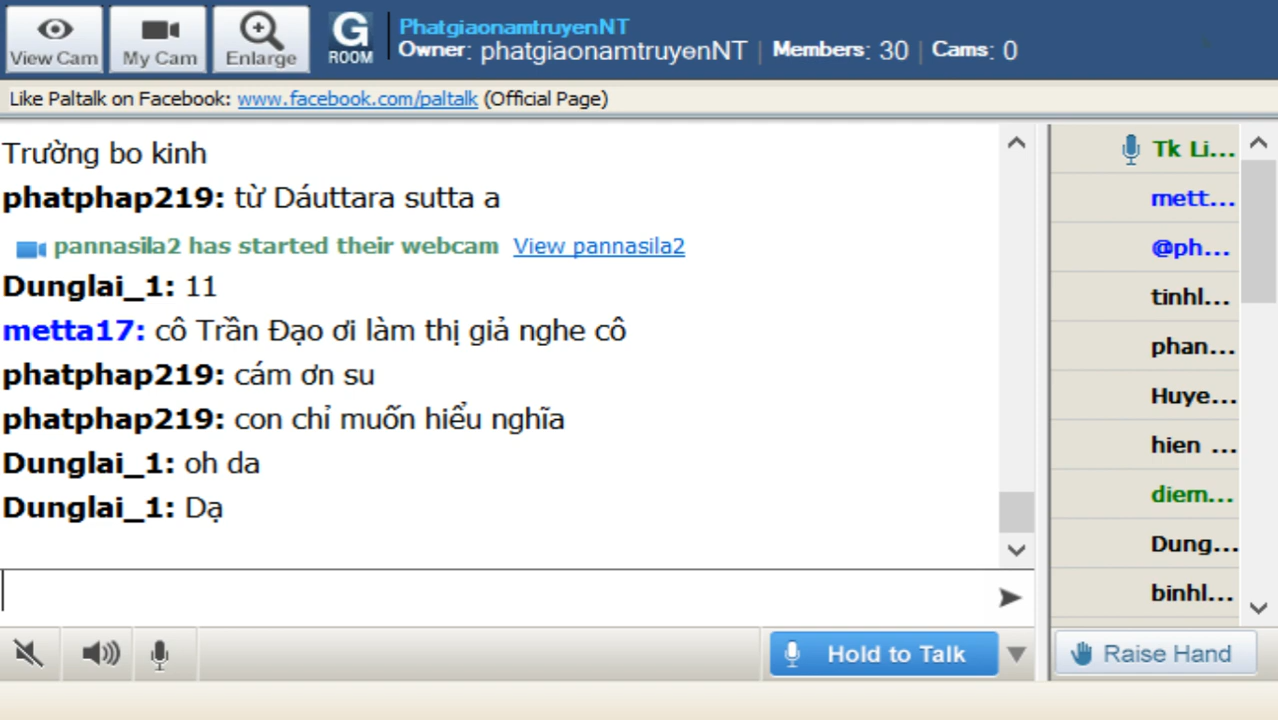 View Cam
My Cam
Enlarge
G
ROOM
PhatgiaonamtruyenNT
Owner: phatgiaonamtruyenNT | Members: 30 | Cams: 0
Like Paltalk on Facebook: www.facebook.com/paltalk (Official Page)
Trường bo kinh
phatphap219: từ Dáuttara sutta a
pannasila2 has started their webcam View pannasila2
Dunglai_1: 11
metta17: cô Trần Đạo ơi làm thị giả nghe cô
phatphap219: cám ơn su
phatphap219: con chỉ muốn hiểu nghĩa
Dunglai_1: oh da
Dunglai_1: Dạ
Tk Li...
mett...
@ph...
tinhl...
phan...
Huye...
hien ...
diem...
Dung...
binhl...
Hold to Talk
Raise Hand